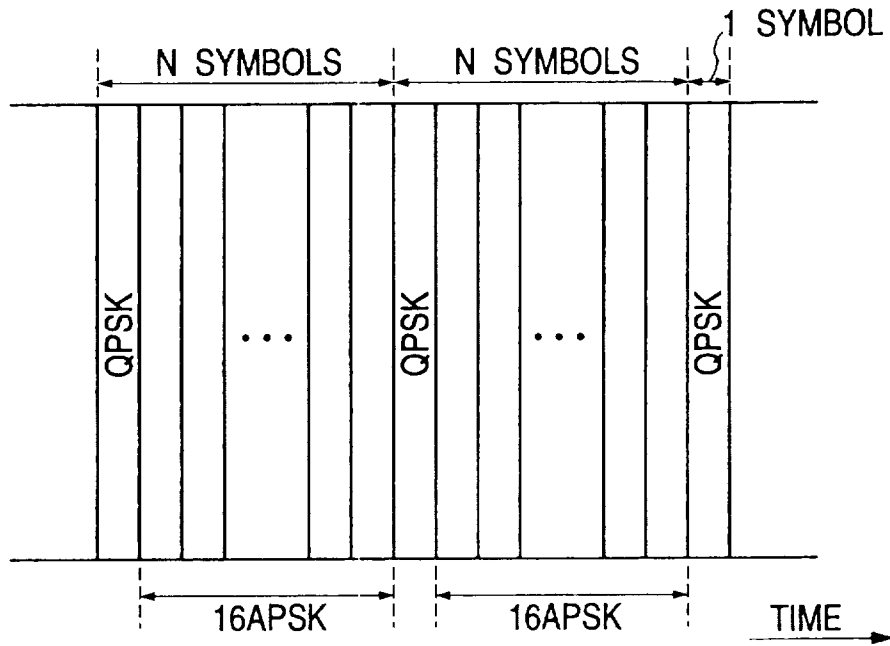 1 SYMBOL
N SYMBOLS
N SYMBOLS
QPSK
...
QPSK
...
QPSK
16APSK
16APSK
TIME